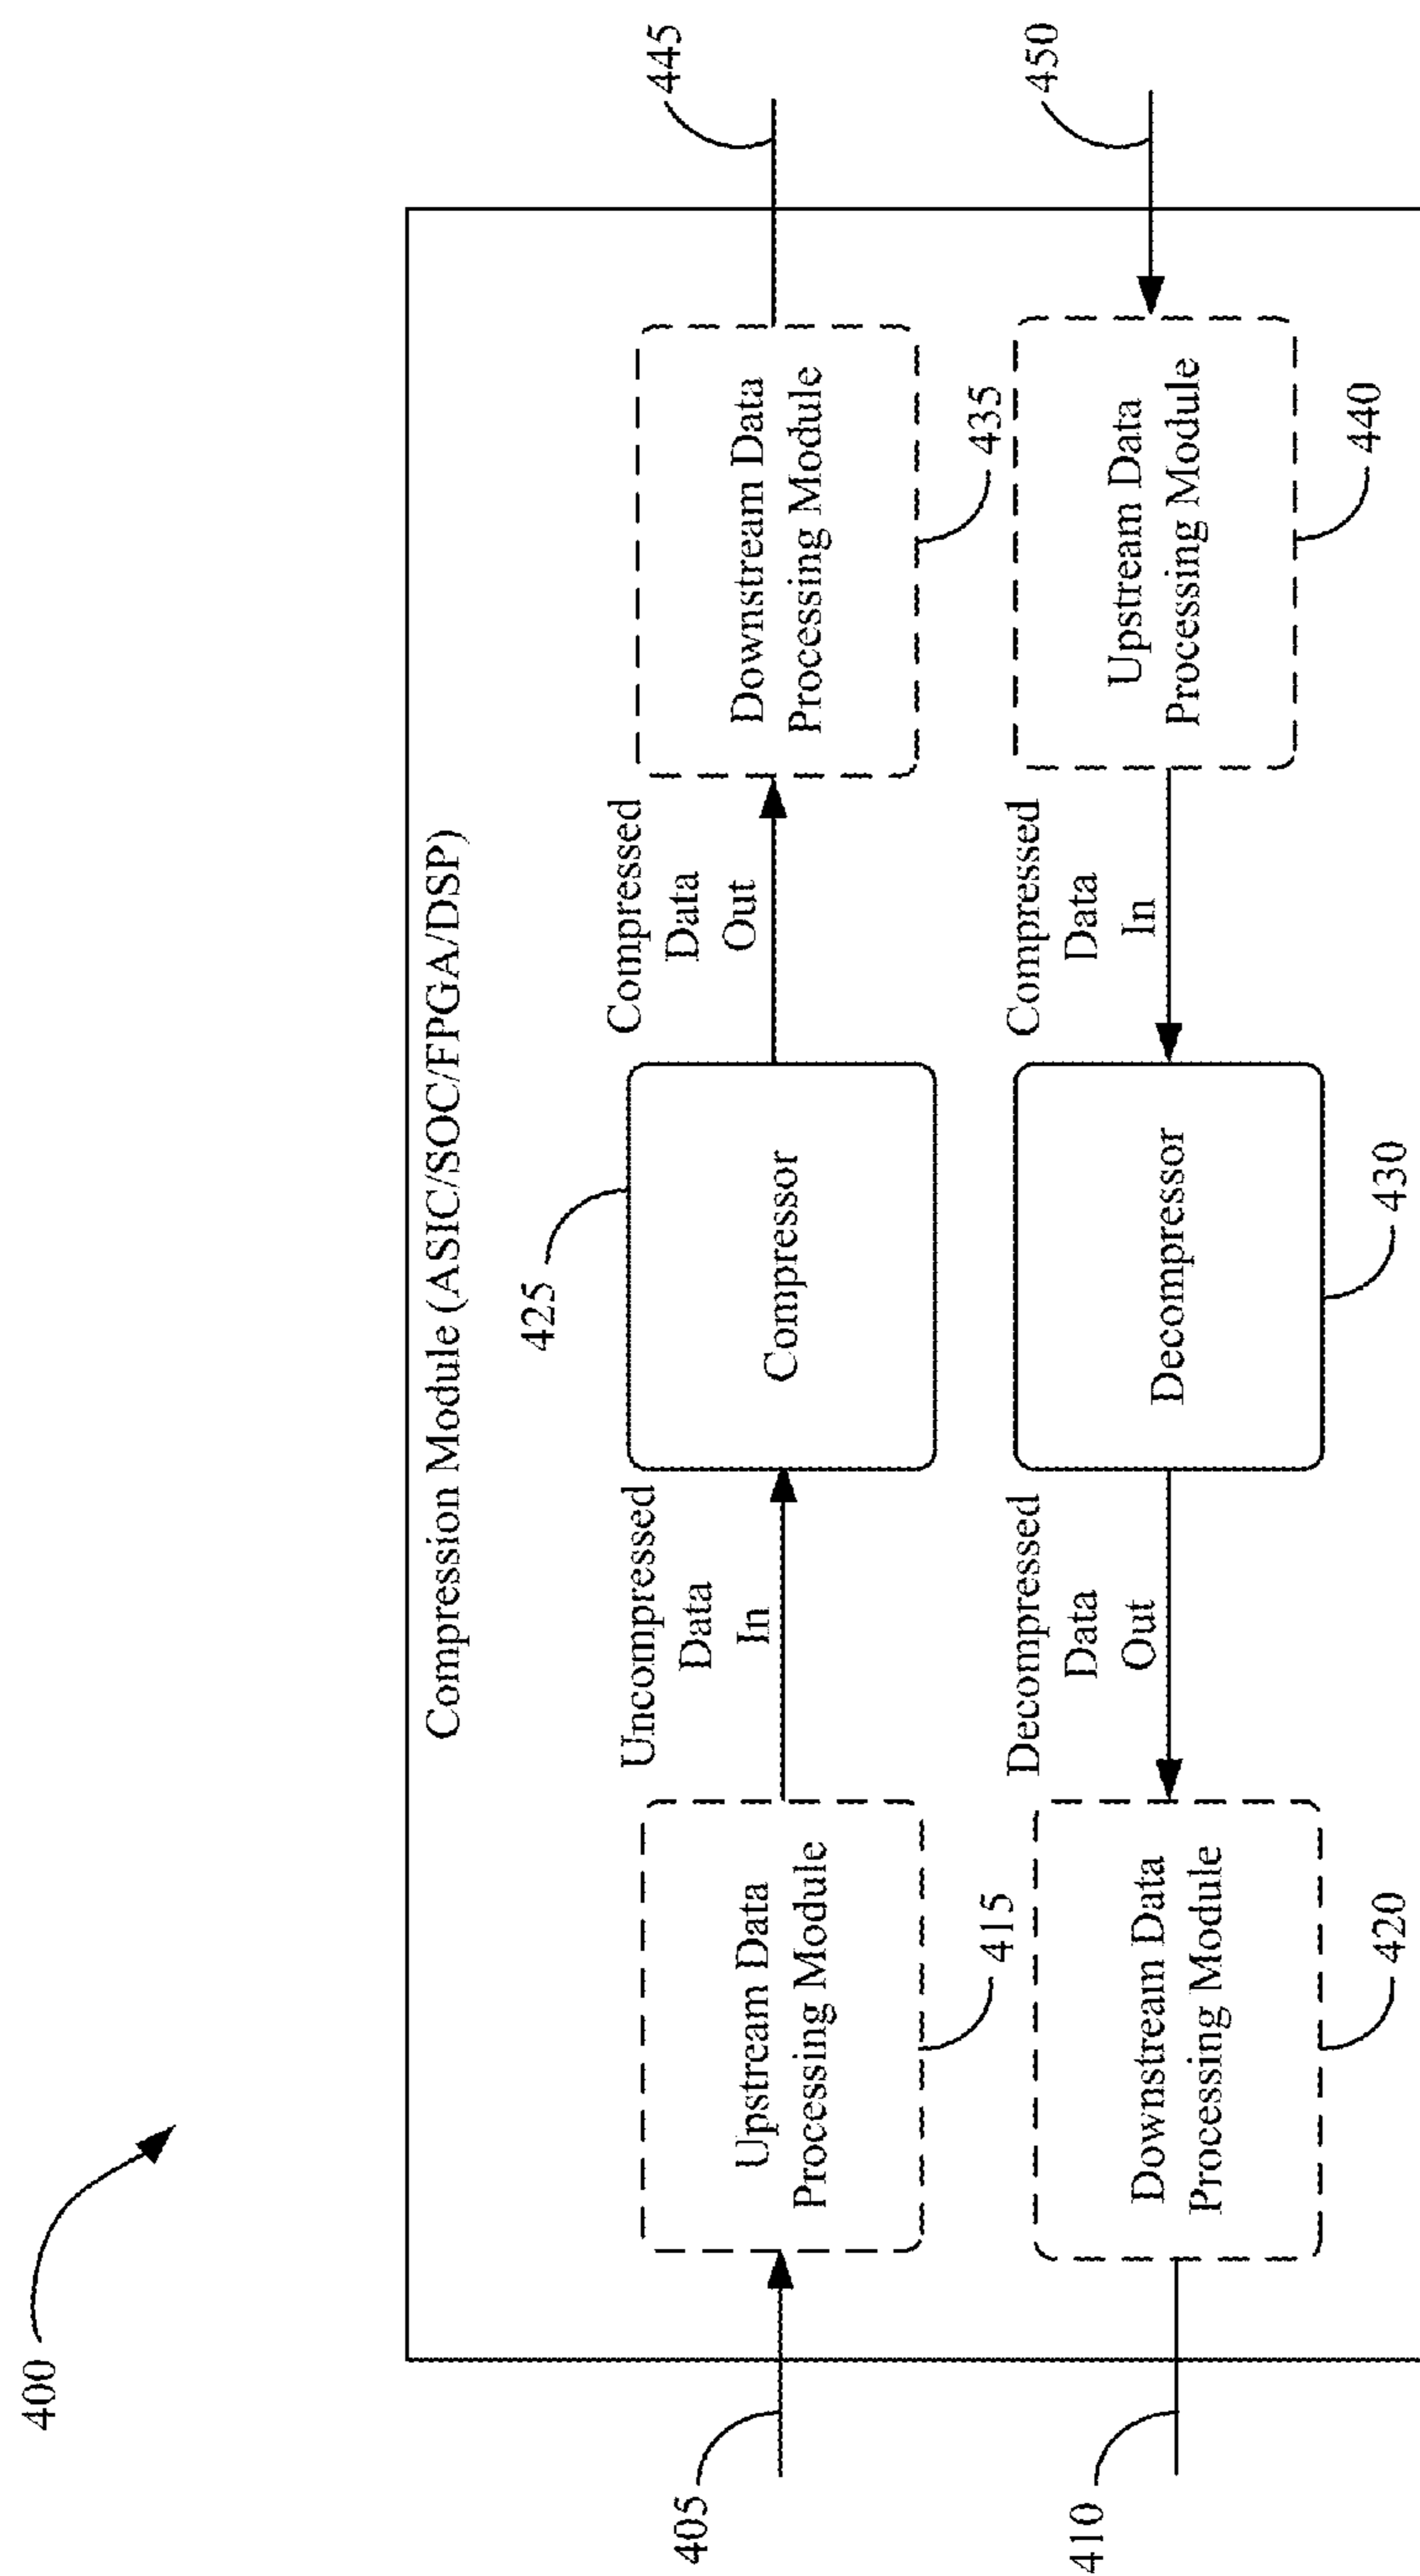 400
Compression Module (ASIC/SOC/FPGA/DSP)
405
Upstream Data
Processing Module
415
Uncompressed
Data
In
425
Compressor
Compressed
Data
Out
Downstream Data
Processing Module
435
445
410
Downstream Data
Processing Module
420
Decompressed
Data
Out
Decompressor
430
Compressed
Data
In
Upstream Data
Processing Module
440
450